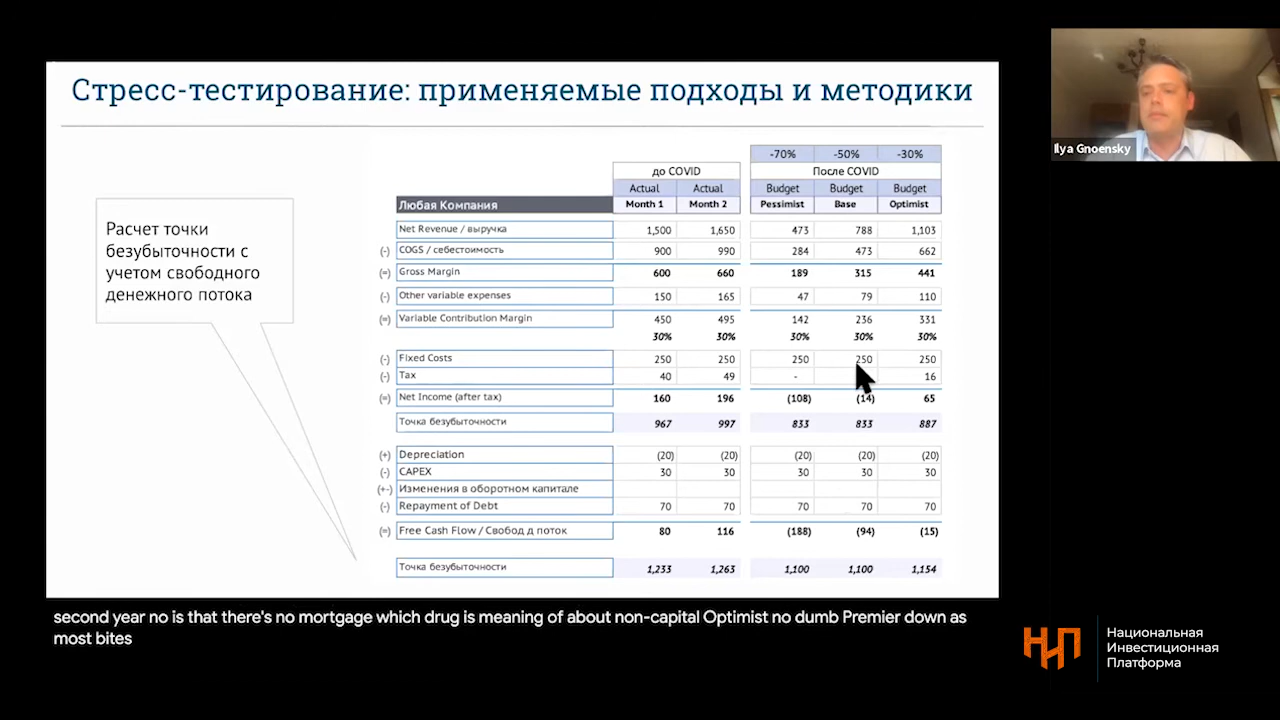 Стресс-тестирование: применяемые подходы и методики
Ilya Gnoensky
Расчет точки
безубыточности с
учетом свободного
денежного потока
-70% -50% -30%
до COVID После COVID
Actual Actual Budget Budget Budget
Любая Компания Month 1 Month 2 Pessimist Base Optimist
Net Revenue / выручка 1,500 1,650 473 788 1,103
(-) COGS / себестоимость 900 990 284 473 662
(=) Gross Margin 600 660 189 315 441
(-) Other variable expenses 150 165 47 79 110
(=) Variable Contribution Margin 450 495 142 236 331
30% 30% 30% 30% 30%
(-) Fixed Costs 250 250 250 250 250
(-) Tax 40 49 - 16
(=) Net Income (after tax) 160 196 (108) (14) 65
Точка безубыточности 967 997 833 833 887
(+) Depreciation (20) (20) (20) (20) (20)
(-) CAPEX 30 30 30 30 30
(+-) Изменения в оборотном капитале
(-) Repayment of Debt 70 70 70 70 70
(=) Free Cash Flow / Свобод д поток 80 116 (188) (94) (15)
Точка безубыточности 1,233 1,263 1,100 1,100 1,154
second year no is that there's no mortgage which drug is meaning of about non-capital Optimist no dumb Premier down as
most bites
НИП
Национальная
Инвестиционная
Платформа